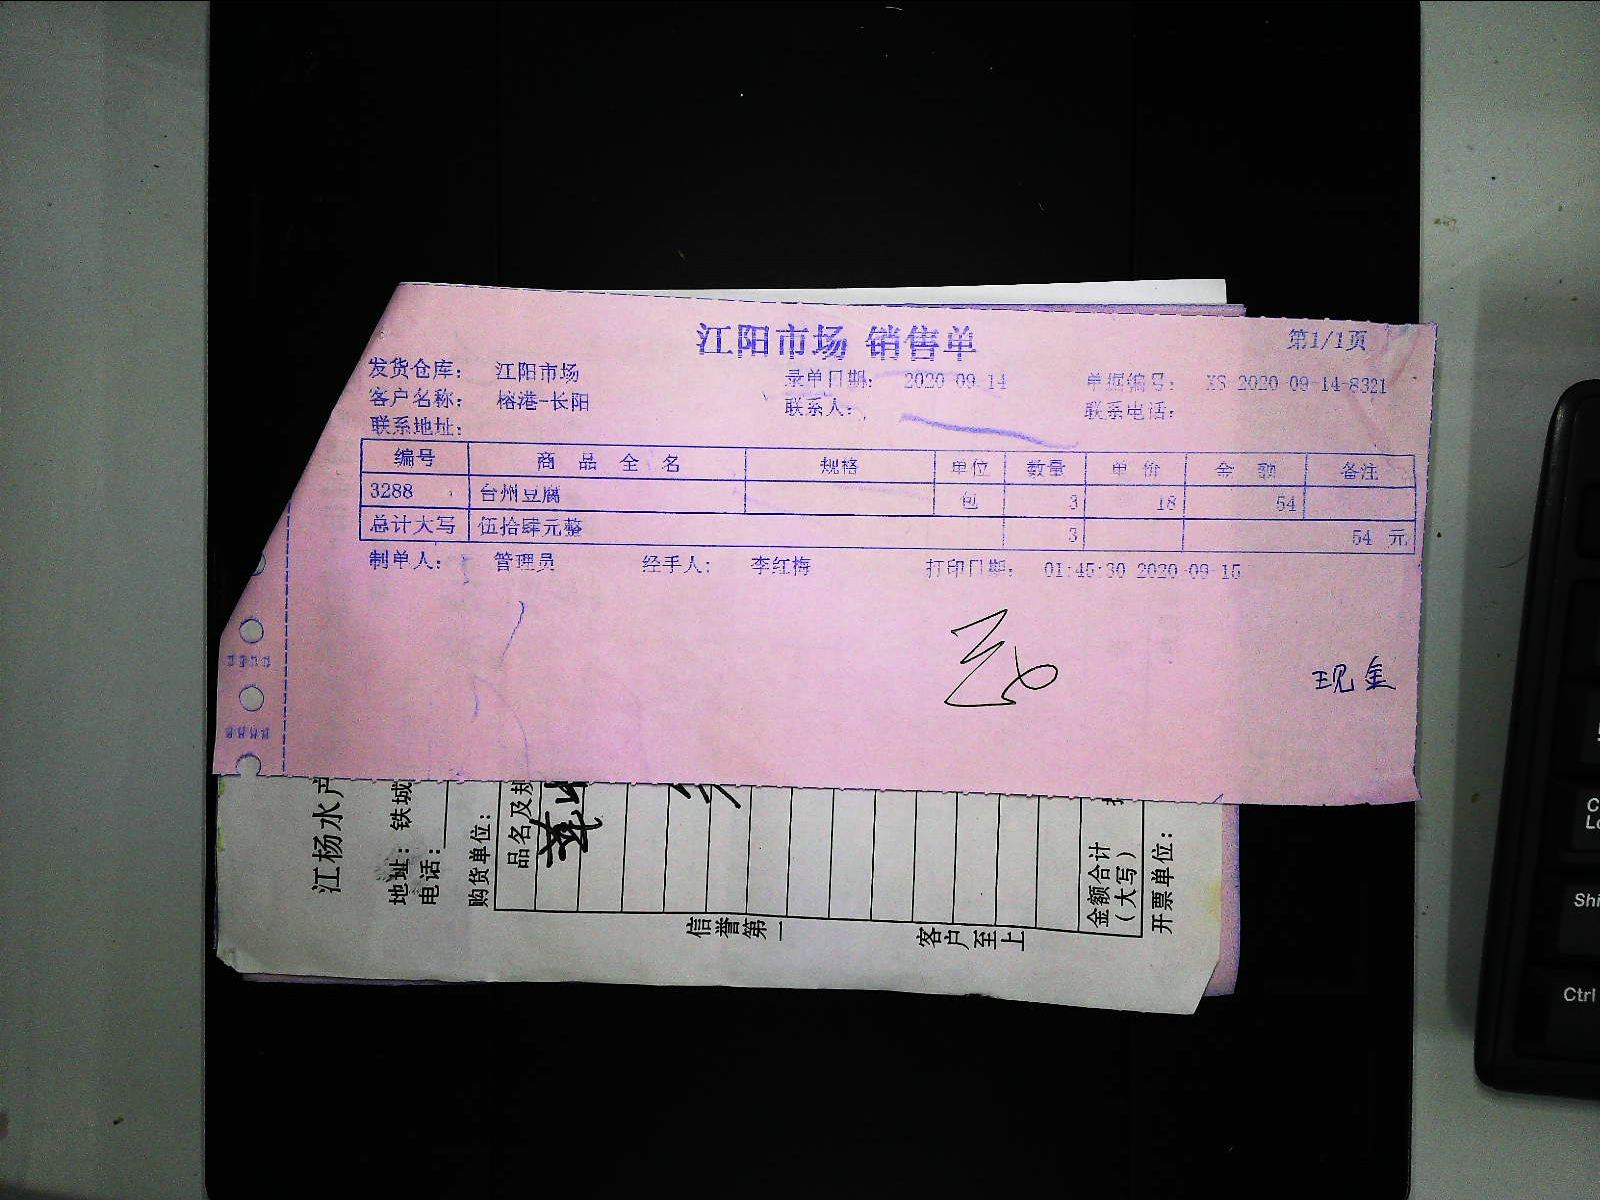 江阳市场 销售单
第1/1页
发货仓库： 江阳市场 录单日期： 2020-09-14 单据编号： XS-2020-09-14-8321
客户名称： 榕港-长阳 联系人： 联系电话：
联系地址：
编号 商品全名 规格 单位 数量 单价 金额 备注
3288 台州豆腐 包 3 18 54
总计大写 伍拾肆元整 3 54 元
制单人： 管理员 经手人： 李红梅 打印日期： 01:45:30 2020-09-15
现金
江杨水产
地址：铁城
电话：
购货单位：
品名及规
金额合计
（大写）
开票单位：
信誉第一
客户至上
Shi
Ctrl